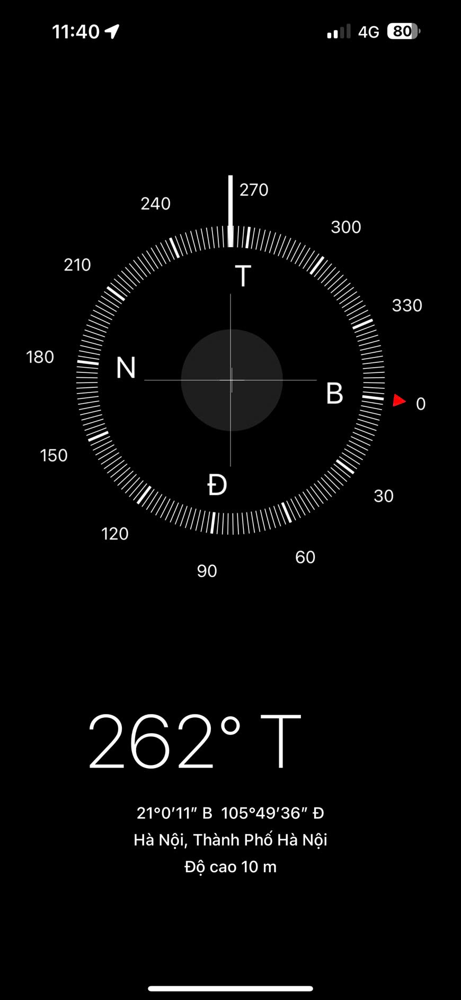 11:40 4G 80
270
240
300
210
T
330
180
N
B
0
150
Đ
30
120
60
90
262° T
21°0′11″ B 105°49′36″ Đ
Hà Nội, Thành Phố Hà Nội
Độ cao 10 m